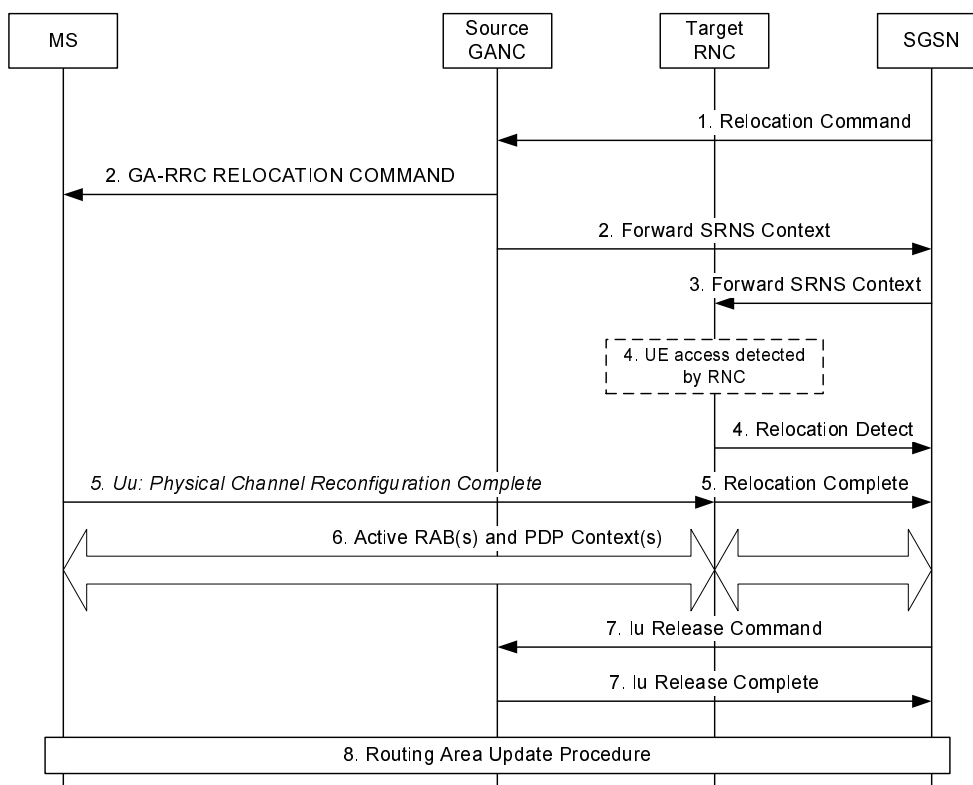 MS
Source
GANC
Target
RNC
SGSN
1. Relocation Command
2. GA-RRC RELOCATION COMMAND
2. Forward SRNS Context
3. Forward SRNS Context
4. UE access detected
by RNC
4. Relocation Detect
5. Uu: Physical Channel Reconfiguration Complete
5. Relocation Complete
6. Active RAB(s) and PDP Context(s)
7. Iu Release Command
7. Iu Release Complete
8. Routing Area Update Procedure